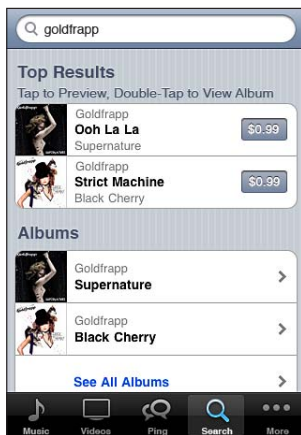 goldfrapp
Top Results
Tap to Preview, Double-Tap to View Album
Goldfrapp
Ooh La La
$0.99
Supernature
Goldfrapp
Strict Machine
$0.99
Black Cherry
Albums
Goldfrapp
Supernature
Goldfrapp
Black Cherry
See All Albums
Music Videos Ping Search More